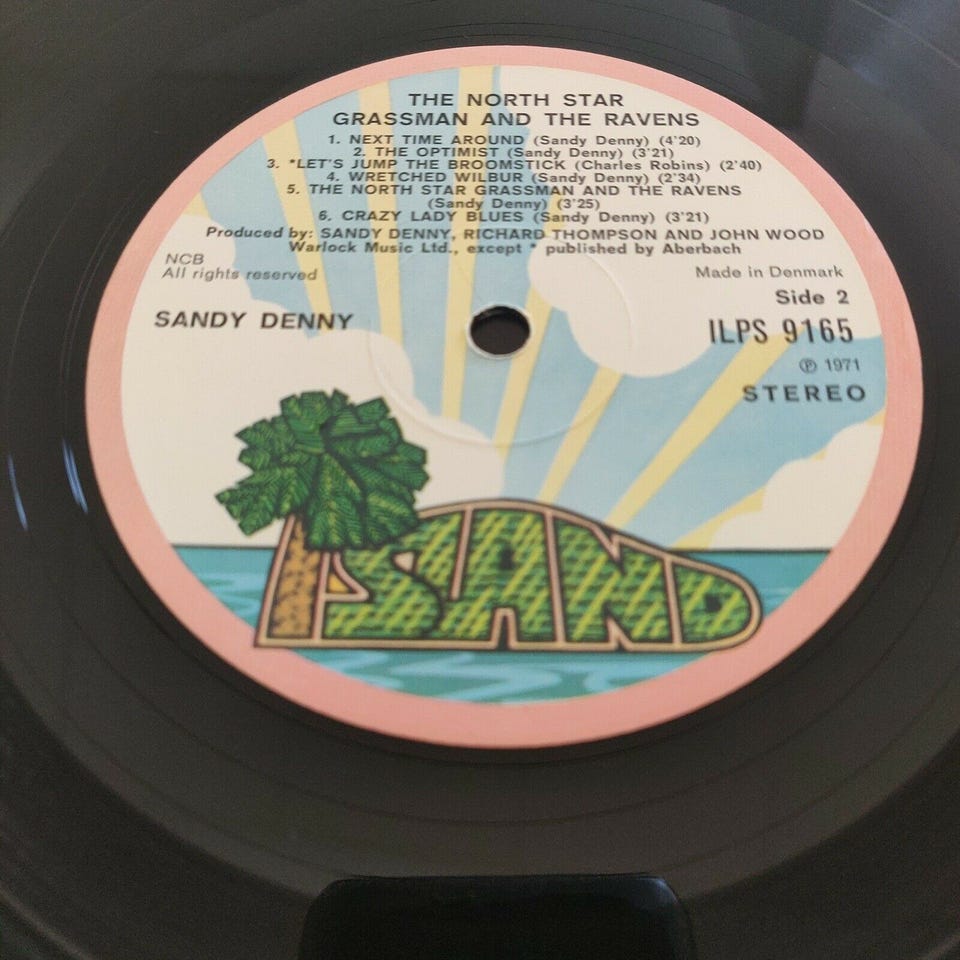 THE NORTH STAR
GRASSMAN AND THE RAVENS
1. NEXT TIME AROUND (Sandy Denny) (4'20)
2. THE OPTIMIST (Sandy Denny) (3'21)
3. *LET'S JUMP THE BROOMSTICK (Charles Robins) (2'40)
4. WRETCHED WILBUR (Sandy Denny) (2'34)
5. THE NORTH STAR GRASSMAN AND THE RAVENS
(Sandy Denny) (3'25)
6. CRAZY LADY BLUES (Sandy Denny) (3'21)
Produced by: SANDY DENNY, RICHARD THOMPSON AND JOHN WOOD
Warlock Music Ltd., except * published by Aberbach
NCB
All rights reserved
Made in Denmark
Side 2
SANDY DENNY
ILPS 9165
℗ 1971
STEREO
ISLAND